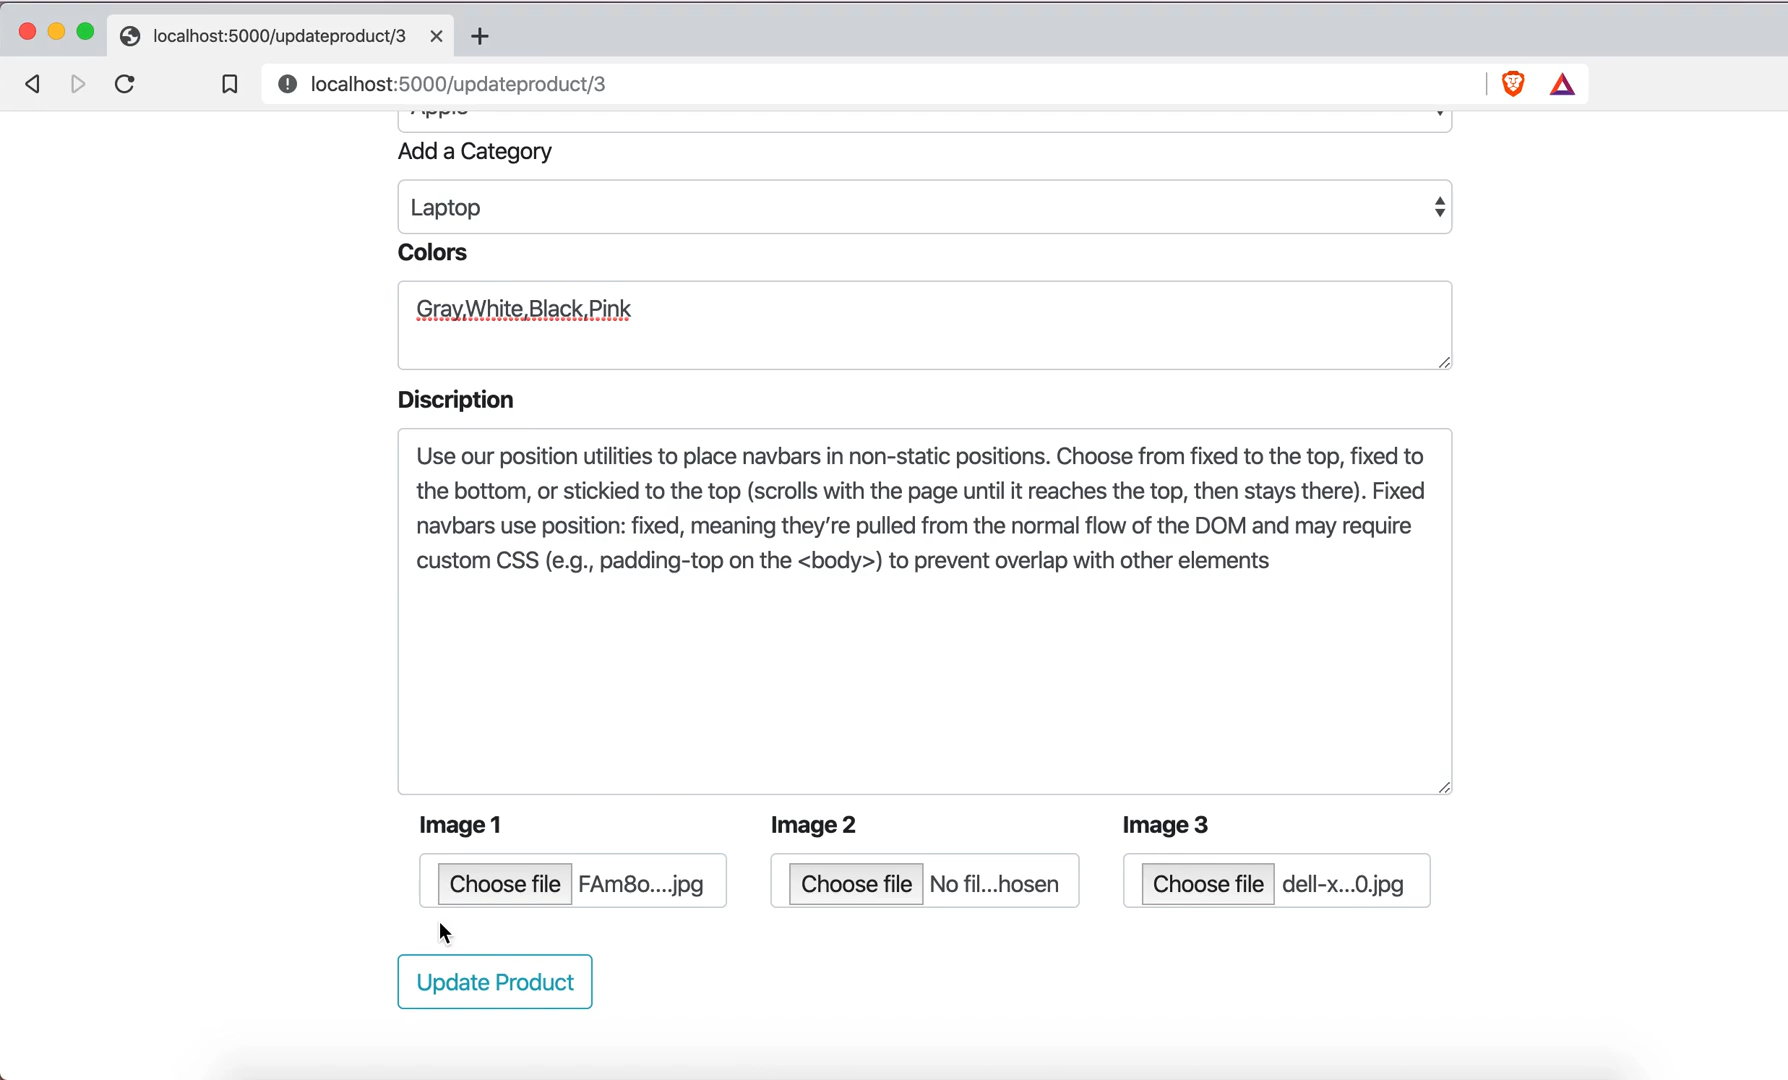 localhost:5000/updateproduct/3
localhost:5000/updateproduct/3
Apple
Add a Category
Laptop
Colors
Gray,White,Black,Pink
Discription
Use our position utilities to place navbars in non-static positions. Choose from fixed to the top, fixed to
the bottom, or stickied to the top (scrolls with the page until it reaches the top, then stays there). Fixed
navbars use position: fixed, meaning they’re pulled from the normal flow of the DOM and may require
custom CSS (e.g., padding-top on the <body>) to prevent overlap with other elements
Image 1 Image 2 Image 3
Choose file FAm8o....jpg Choose file No fil...hosen Choose file dell-x...0.jpg
Update Product